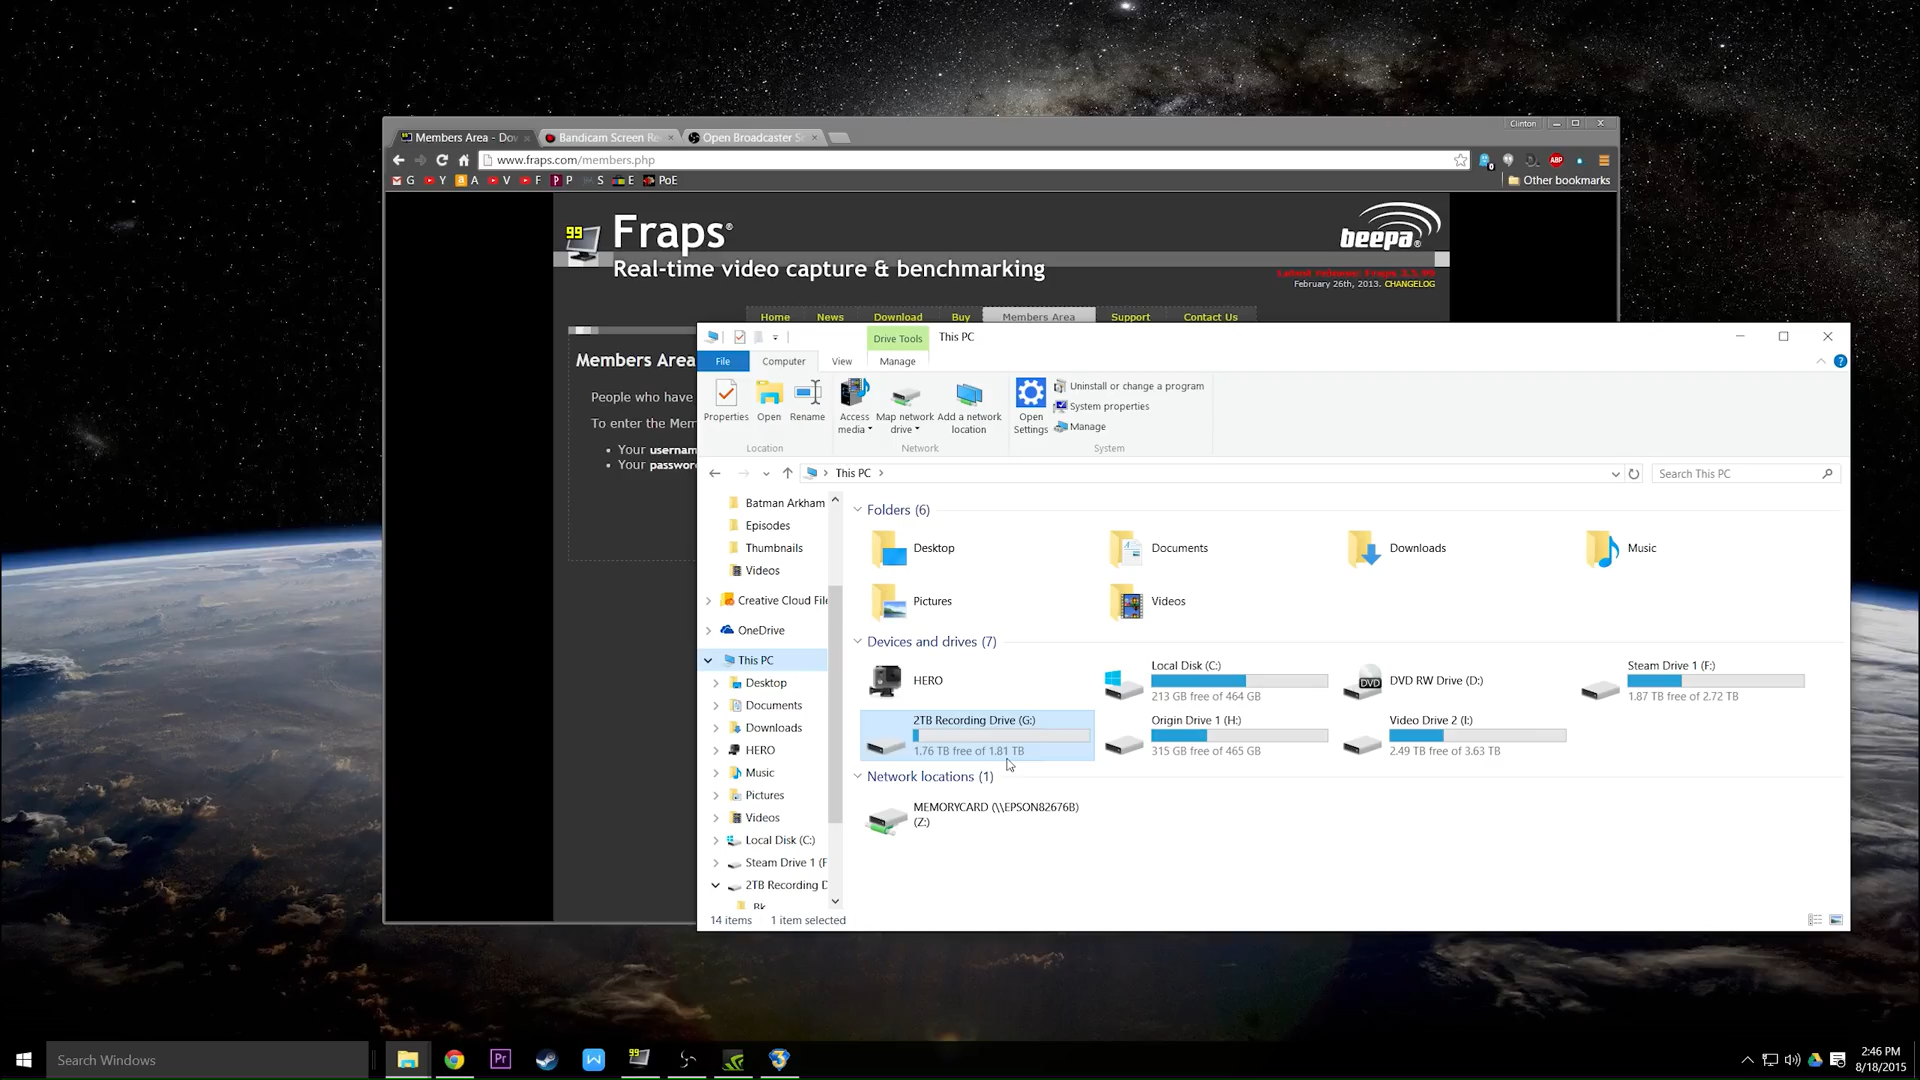 Clinton
Members Area - Dov
Bandicam Screen Re
Open Broadcaster S
www.fraps.com/members.php
G
Y
A
V
F
P
S
E
PoE
Other bookmarks
99
Fraps®
Real-time video capture & benchmarking
beepa®
Latest release: Fraps 3.5.99
February 26th, 2013. CHANGELOG
Home
News
Download
Buy
Members Area
Support
Contact Us
Members Area
People who have
To enter the Mem
• Your usernam
• Your passwor
Drive Tools
This PC
File
Computer
View
Manage
Properties
Open
Rename
Access
media
Map network
drive
Add a network
location
Open
Settings
Uninstall or change a program
System properties
Manage
Location
Network
System
This PC
Search This PC
Batman Arkham
Episodes
Thumbnails
Videos
Creative Cloud File
OneDrive
This PC
Desktop
Documents
Downloads
HERO
Music
Pictures
Videos
Local Disk (C:)
Steam Drive 1 (F
2TB Recording D
Bk
Folders (6)
Desktop
Documents
Downloads
Music
Pictures
Videos
Devices and drives (7)
HERO
Local Disk (C:)
213 GB free of 464 GB
DVD
DVD RW Drive (D:)
Steam Drive 1 (F:)
1.87 TB free of 2.72 TB
2TB Recording Drive (G:)
1.76 TB free of 1.81 TB
Origin Drive 1 (H:)
315 GB free of 465 GB
Video Drive 2 (I:)
2.49 TB free of 3.63 TB
Network locations (1)
MEMORYCARD (\\EPSON82676B)
(Z:)
14 items
1 item selected
Search Windows
Pr
W
99
2:46 PM
8/18/2015